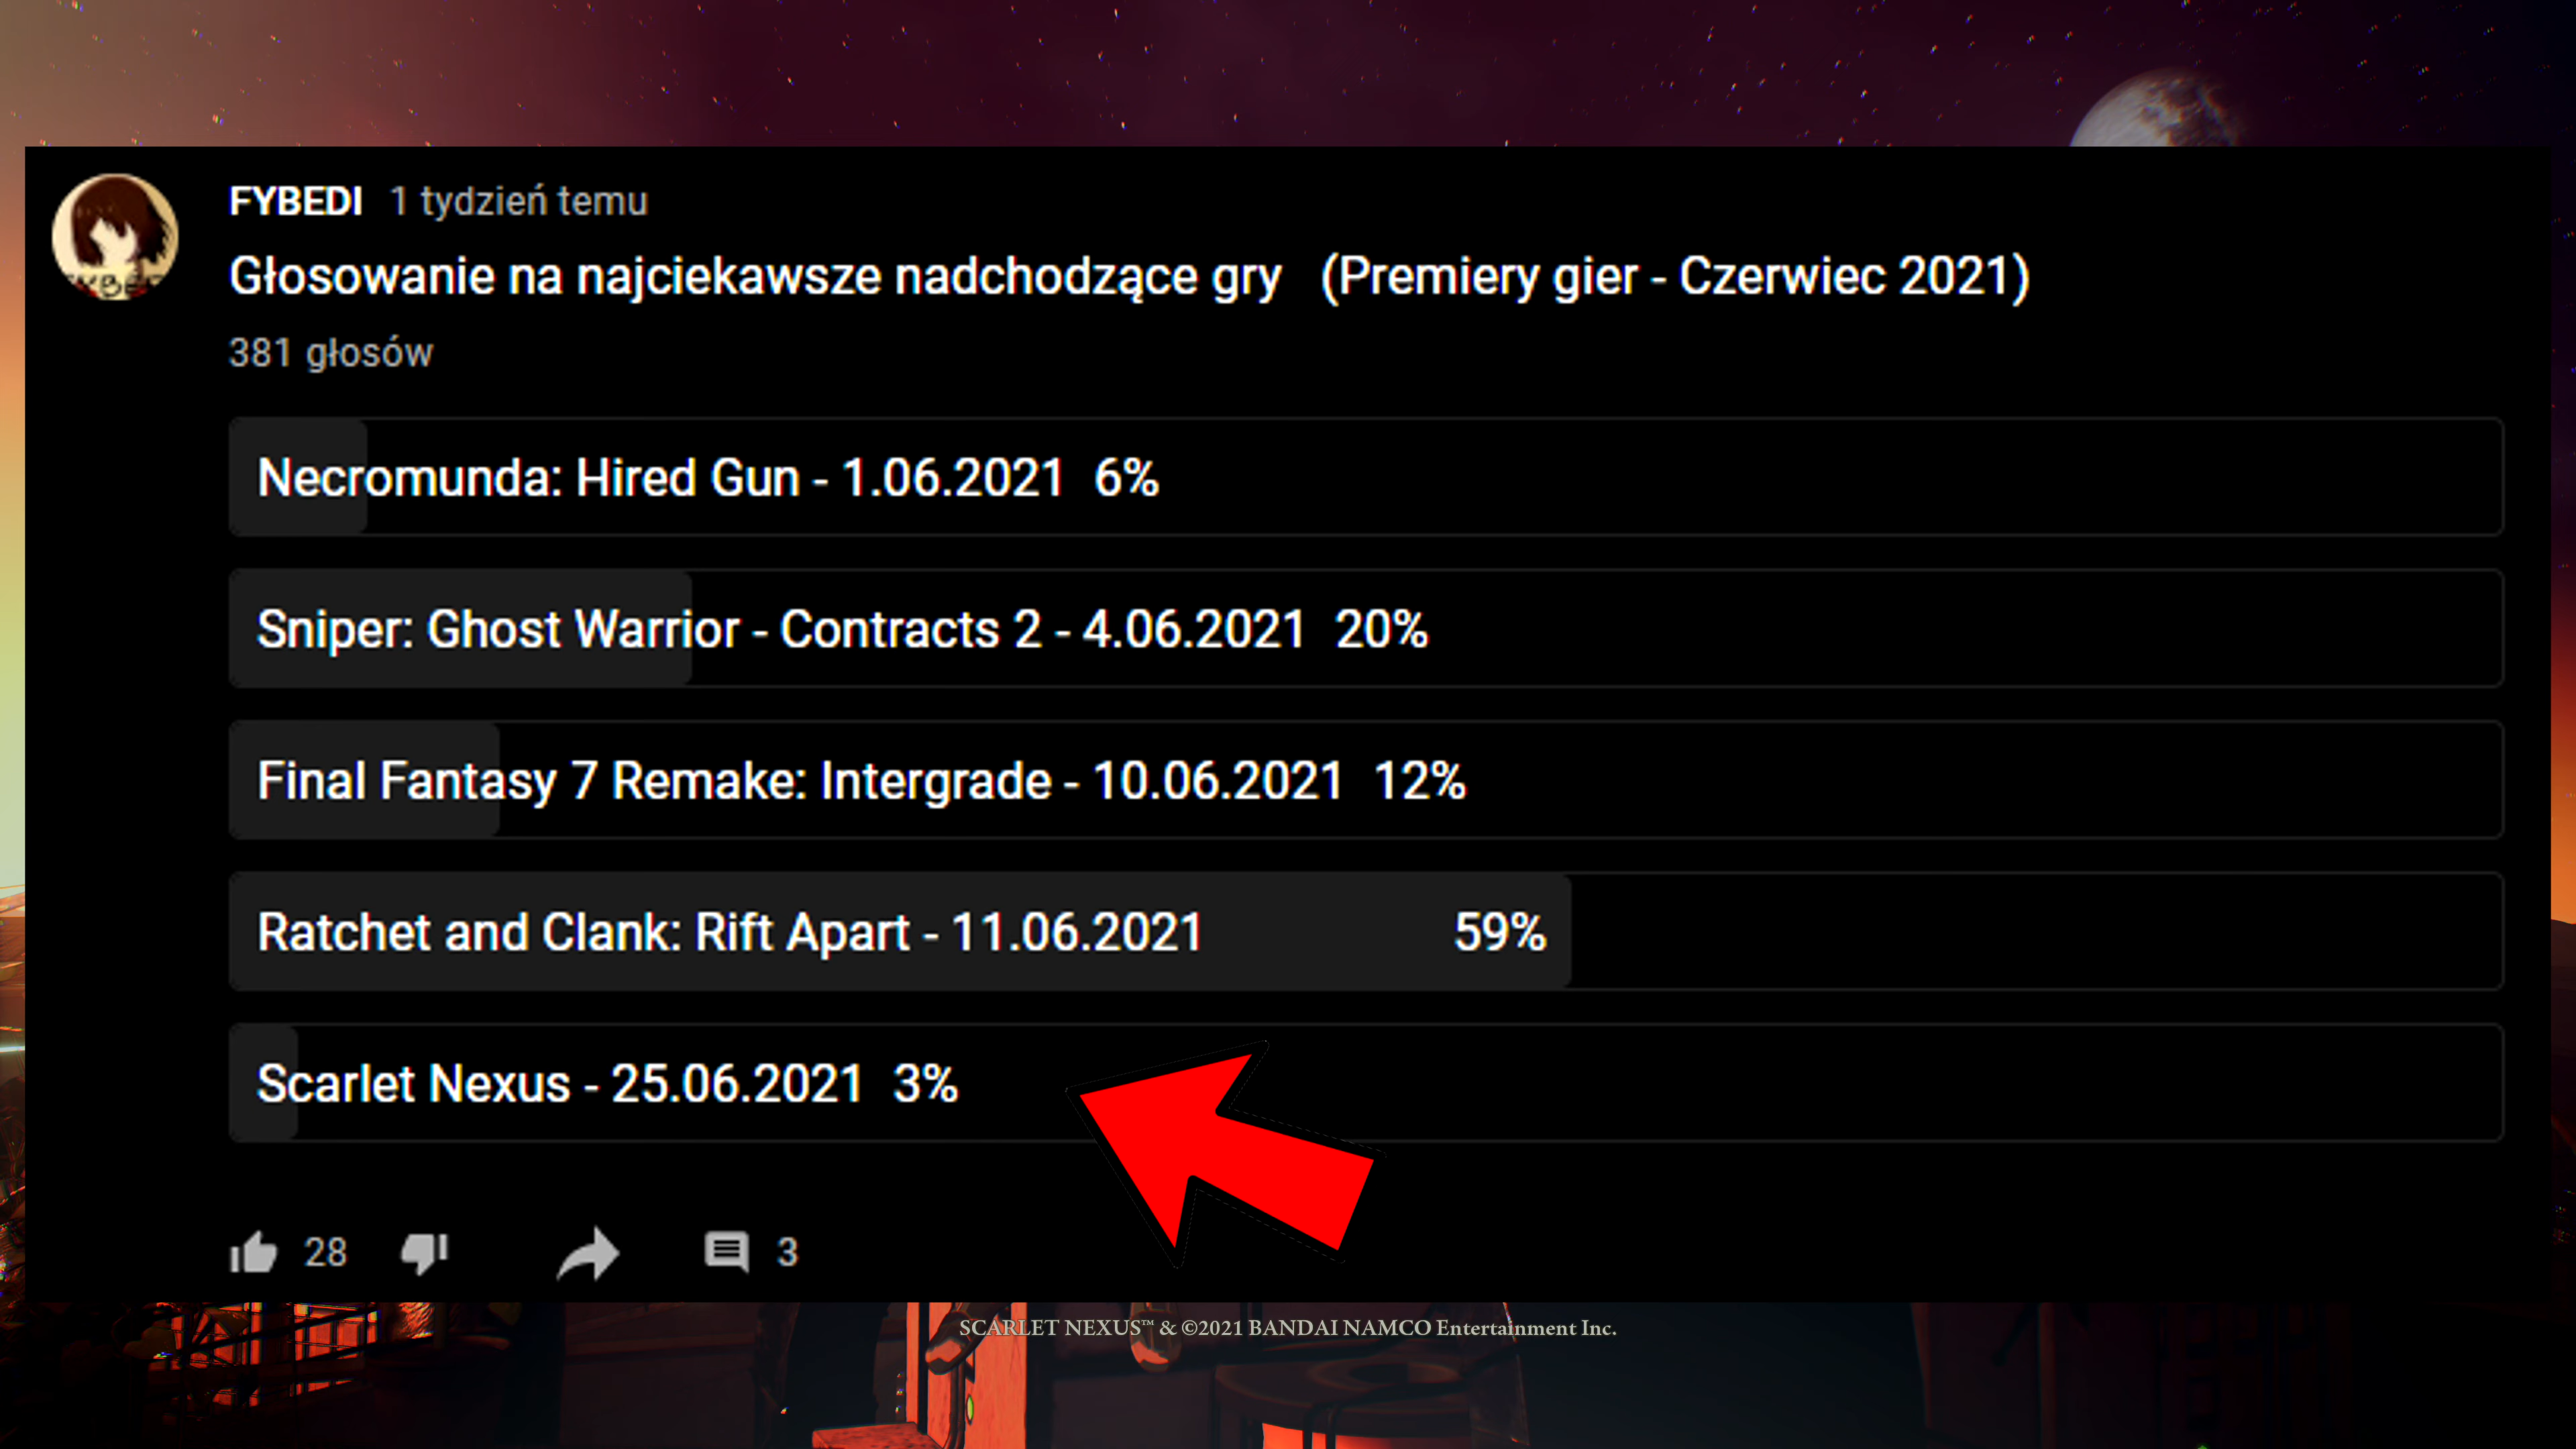 FYBEDI 1 tydzień temu
Głosowanie na najciekawsze nadchodzące gry (Premiery gier - Czerwiec 2021)
381 głosów
Necromunda: Hired Gun - 1.06.2021 6%
Sniper: Ghost Warrior - Contracts 2 - 4.06.2021 20%
Final Fantasy 7 Remake: Intergrade - 10.06.2021 12%
Ratchet and Clank: Rift Apart - 11.06.2021 59%
Scarlet Nexus - 25.06.2021 3%
28 3
SCARLET NEXUS™ & ©2021 BANDAI NAMCO Entertainment Inc.